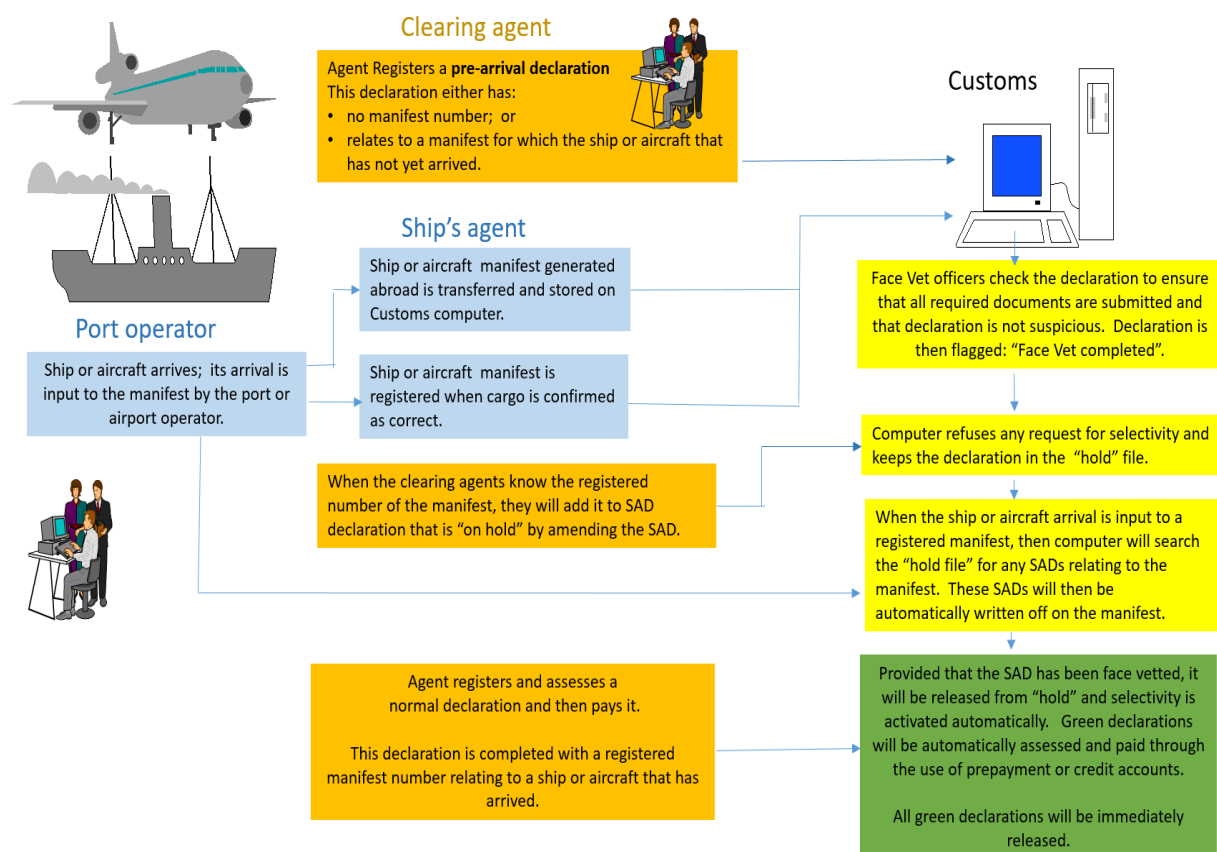 Clearing agent
Agent Registers a pre-arrival declaration
This declaration either has:
• no manifest number; or
• relates to a manifest for which the ship or aircraft that
has not yet arrived.
Customs
Ship's agent
Ship or aircraft manifest generated
abroad is transferred and stored on
Customs computer.
Face Vet officers check the declaration to ensure
that all required documents are submitted and
that declaration is not suspicious. Declaration is
then flagged: “Face Vet completed”.
Port operator
Ship or aircraft arrives; its arrival is
input to the manifest by the port or
airport operator.
Ship or aircraft manifest is
registered when cargo is confirmed
as correct.
Computer refuses any request for selectivity and
keeps the declaration in the “hold” file.
When the clearing agents know the registered
number of the manifest, they will add it to SAD
declaration that is “on hold” by amending the SAD.
When the ship or aircraft arrival is input to a
registered manifest, then computer will search
the “hold file” for any SADs relating to the
manifest. These SADs will then be
automatically written off on the manifest.
Agent registers and assesses a
normal declaration and then pays it.
This declaration is completed with a registered
manifest number relating to a ship or aircraft that has
arrived.
Provided that the SAD has been face vetted, it
will be released from “hold” and selectivity is
activated automatically. Green declarations
will be automatically assessed and paid through
the use of prepayment or credit accounts.
All green declarations will be immediately
released.